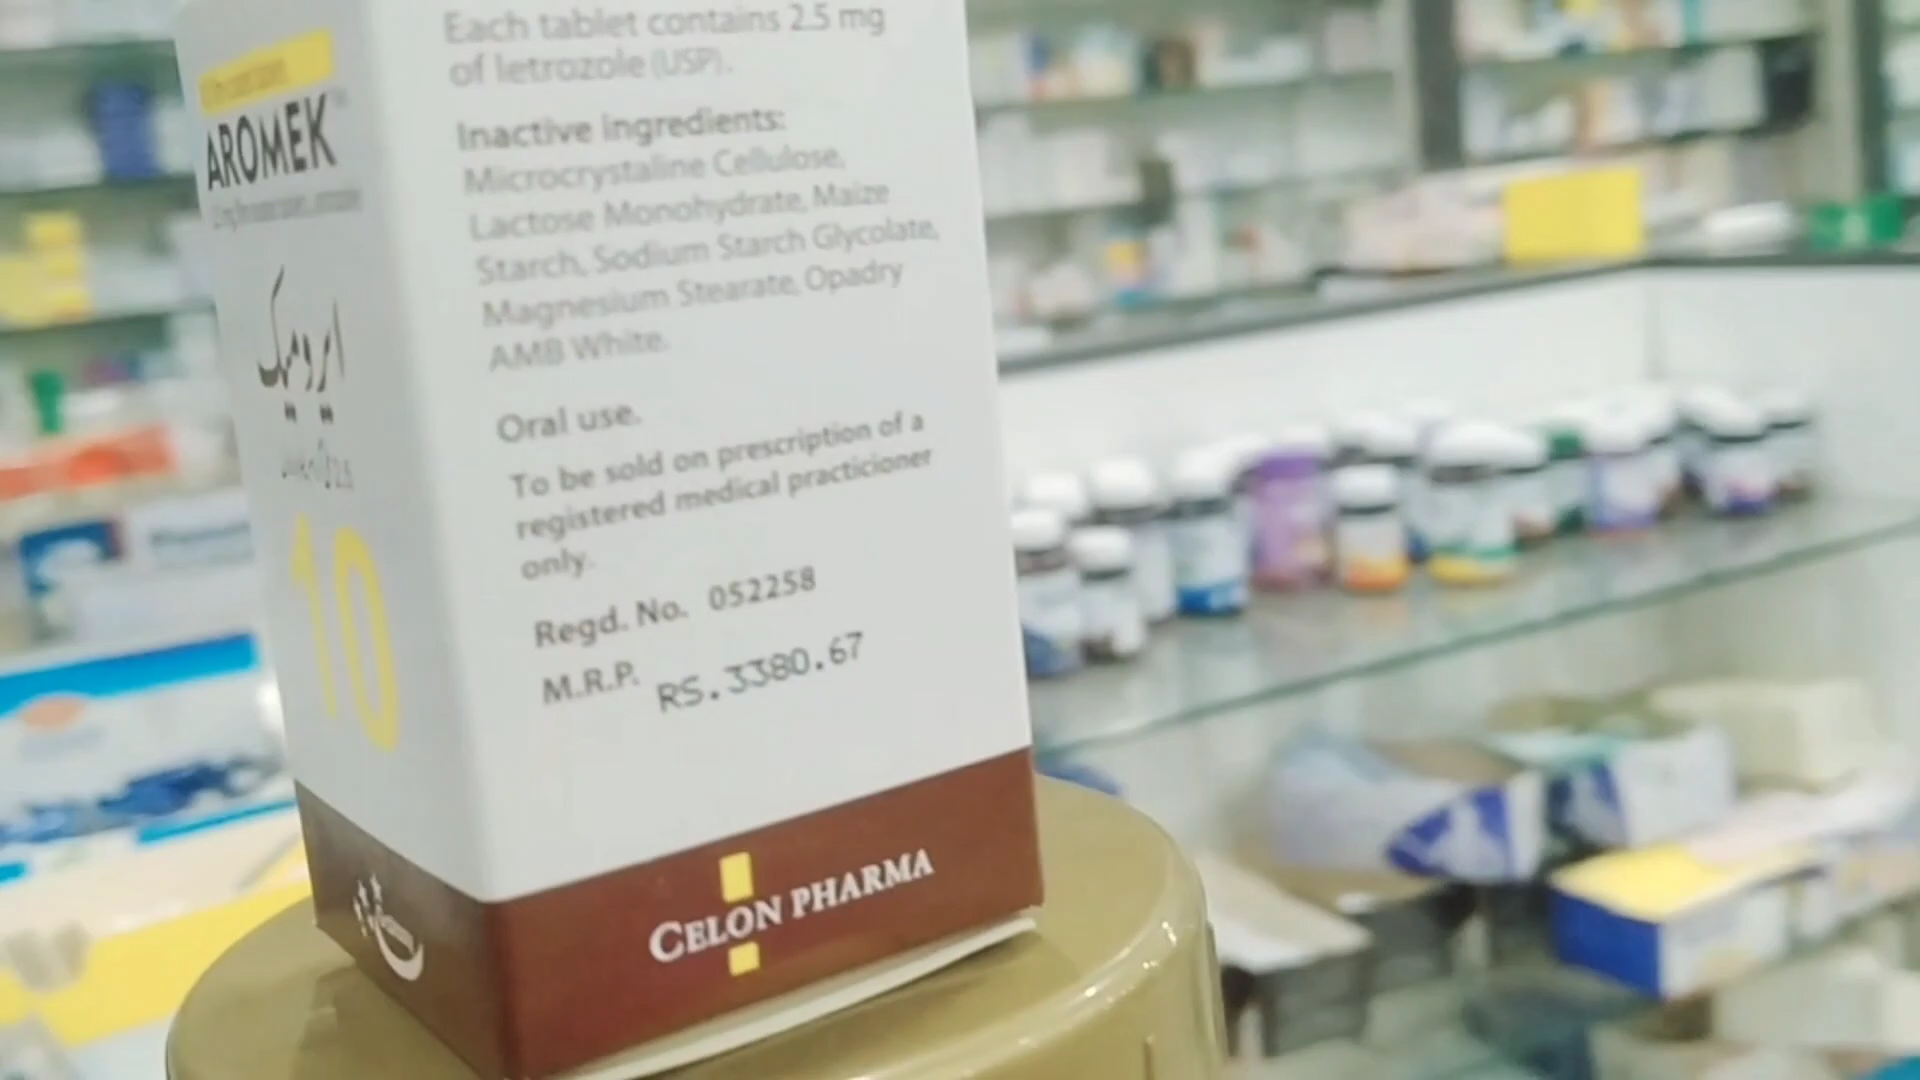 AROMEK
ايروميک
10
Each tablet contains 2.5 mg
of letrozole (USP).
Inactive ingredients:
Microcrystaline Cellulose,
Lactose Monohydrate, Maize
Starch, Sodium Starch Glycolate,
Magnesium Stearate, Opadry
AMB White.
Oral use.
To be sold on prescription of a
registered medical practicioner
only.
Regd. No. 052258
M.R.P. RS.3380.67
CELON PHARMA